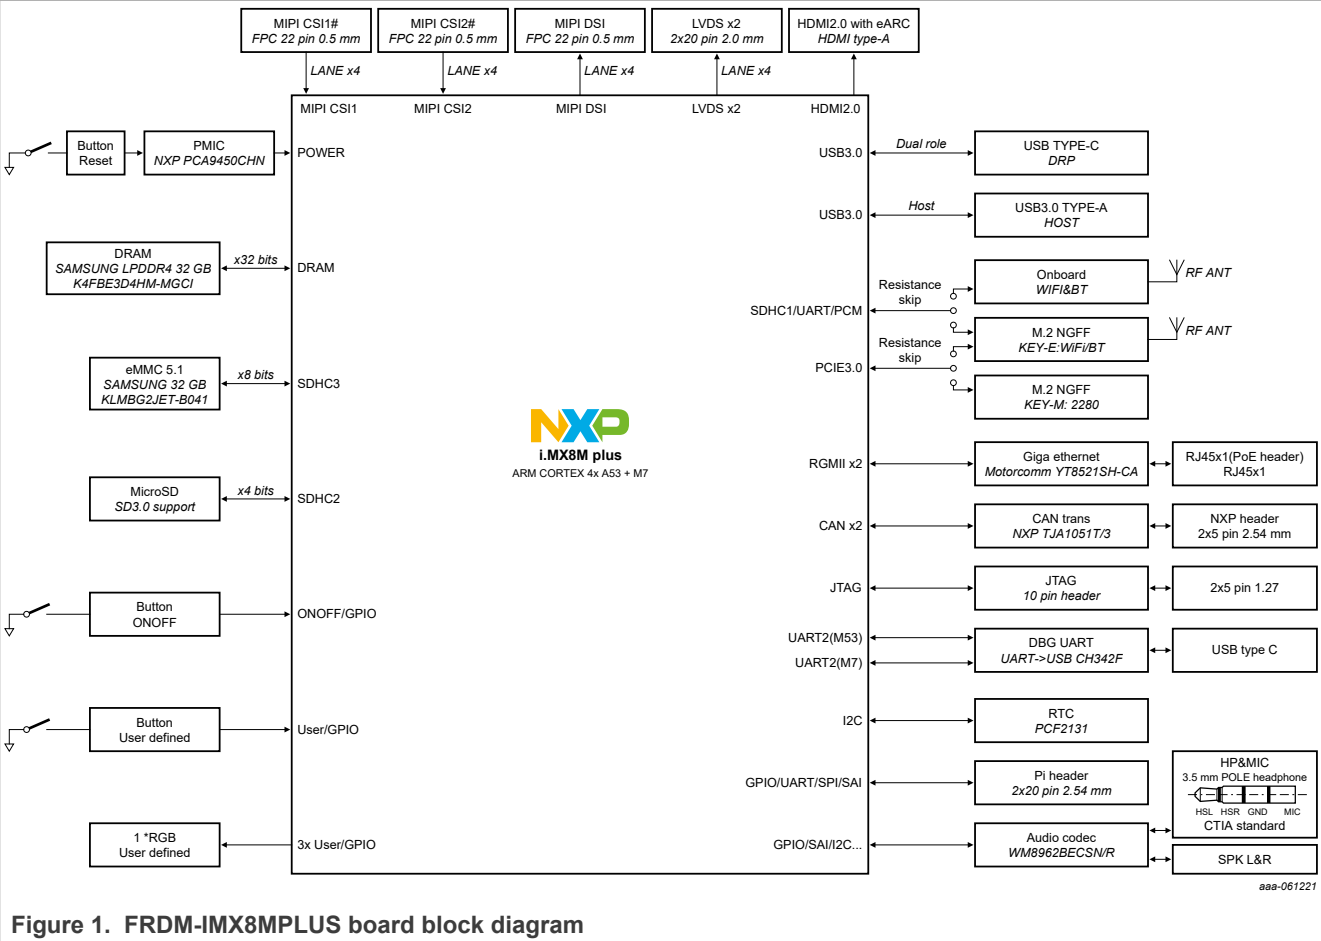 MIPI CSI1#
FPC 22 pin 0.5 mm
MIPI CSI2#
FPC 22 pin 0.5 mm
MIPI DSI
FPC 22 pin 0.5 mm
LVDS x2
2x20 pin 2.0 mm
HDMI2.0 with eARC
HDMI type-A
LANE x4
LANE x4
LANE x4
LANE x4
MIPI CSI1
MIPI CSI2
MIPI DSI
LVDS x2
HDMI2.0
Button
Reset
PMIC
NXP PCA9450CHN
POWER
DRAM
SAMSUNG LPDDR4 32 GB
K4FBE3D4HM-MGCI
x32 bits
DRAM
eMMC 5.1
SAMSUNG 32 GB
KLMBG2JET-B041
x8 bits
SDHC3
MicroSD
SD3.0 support
x4 bits
SDHC2
Button
ONOFF
ONOFF/GPIO
Button
User defined
User/GPIO
1 *RGB
User defined
3x User/GPIO
NXP
i.MX8M plus
ARM CORTEX 4x A53 + M7
USB3.0
Dual role
USB TYPE-C
DRP
USB3.0
Host
USB3.0 TYPE-A
HOST
SDHC1/UART/PCM
Resistance
skip
Onboard
WIFI&BT
RF ANT
M.2 NGFF
KEY-E:WiFi/BT
RF ANT
PCIE3.0
Resistance
skip
M.2 NGFF
KEY-M: 2280
RGMII x2
Giga ethernet
Motorcomm YT8521SH-CA
RJ45x1(PoE header)
RJ45x1
CAN x2
CAN trans
NXP TJA1051T/3
NXP header
2x5 pin 2.54 mm
JTAG
JTAG
10 pin header
2x5 pin 1.27
UART2(M53)
UART2(M7)
DBG UART
UART->USB CH342F
USB type C
I2C
RTC
PCF2131
GPIO/UART/SPI/SAI
Pi header
2x20 pin 2.54 mm
GPIO/SAI/I2C...
Audio codec
WM8962BECSN/R
HP&MIC
3.5 mm POLE headphone
HSL HSR GND MIC
CTIA standard
SPK L&R
aaa-061221
Figure 1. FRDM-IMX8MPLUS board block diagram